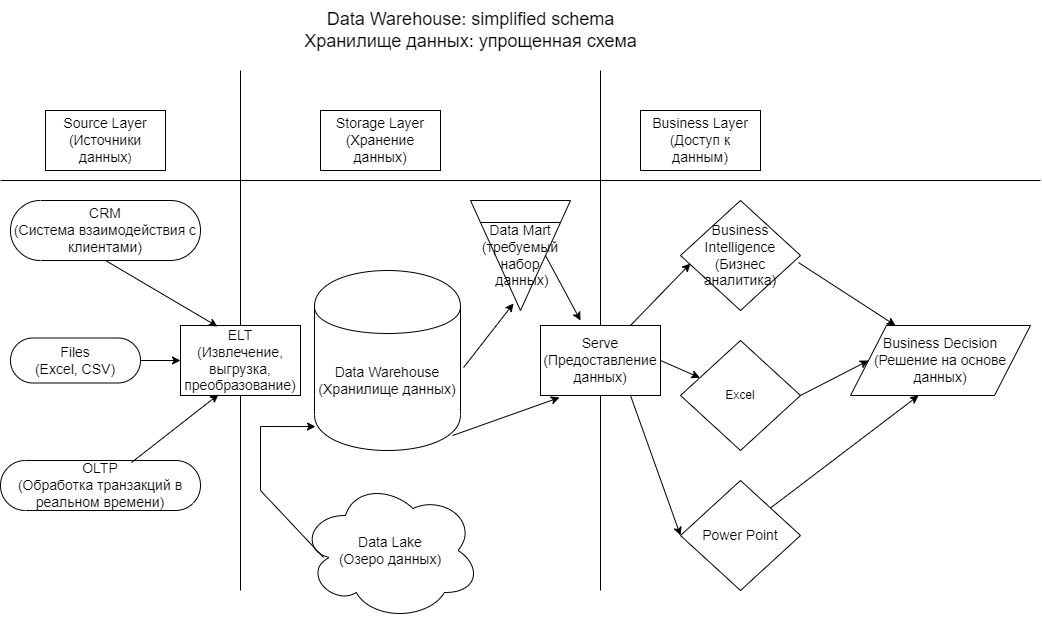 Data Warehouse: simplified schema
Хранилище данных: упрощенная схема
Source Layer
(Источники
данных)
Storage Layer
(Хранение
данных)
Business Layer
(Доступ к
данным)
CRM
(Система взаимодействия с
клиентами)
Files
(Excel, CSV)
OLTP
(Обработка транзакций в
реальном времени)
ELT
(Извлечение,
выгрузка,
преобразование)
Data Warehouse
(Хранилище данных)
Data Lake
(Озеро данных)
Data Mart
(требуемый
набор
данных)
Serve
(Предоставление
данных)
Business
Intelligence
(Бизнес
аналитика)
Excel
Power Point
Business Decision
(Решение на основе
данных)